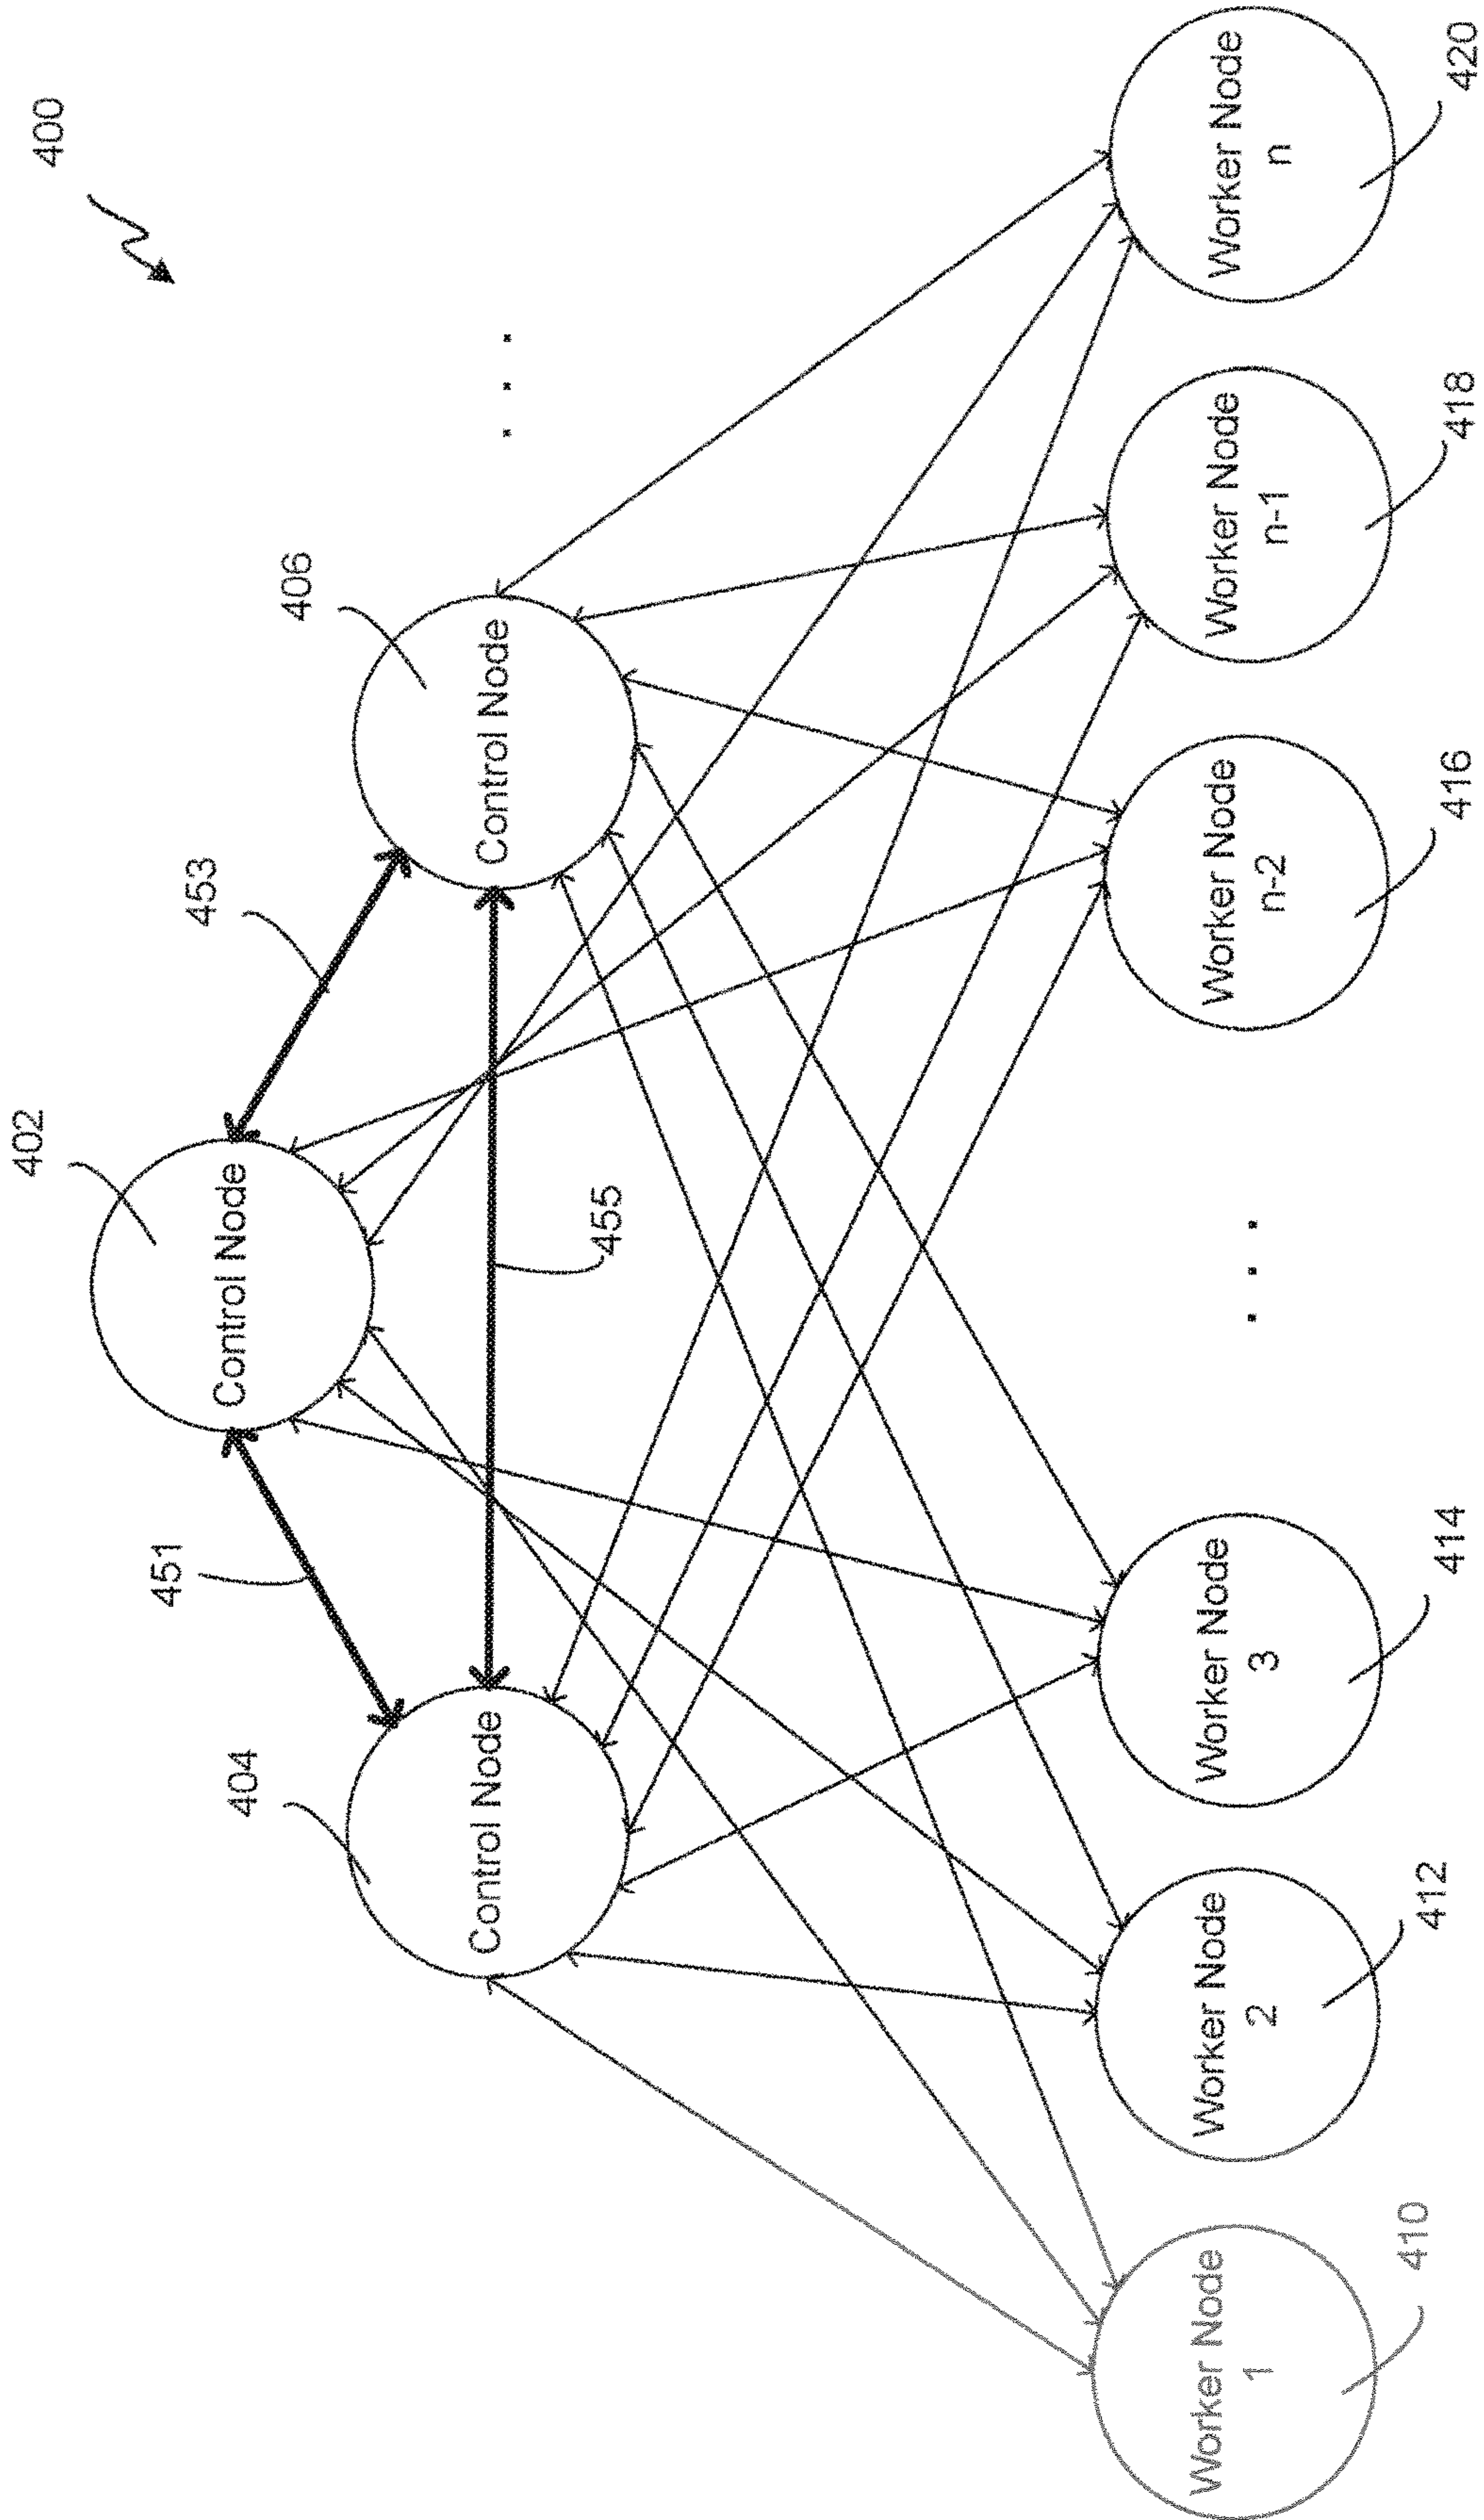 400
402
Control Node
451
453
404
Control Node
455
406
Control Node
. . .
Worker Node
1
410
Worker Node
2
412
Worker Node
3
414
. . .
Worker Node
n-2
416
Worker Node
n-1
418
Worker Node
n
420